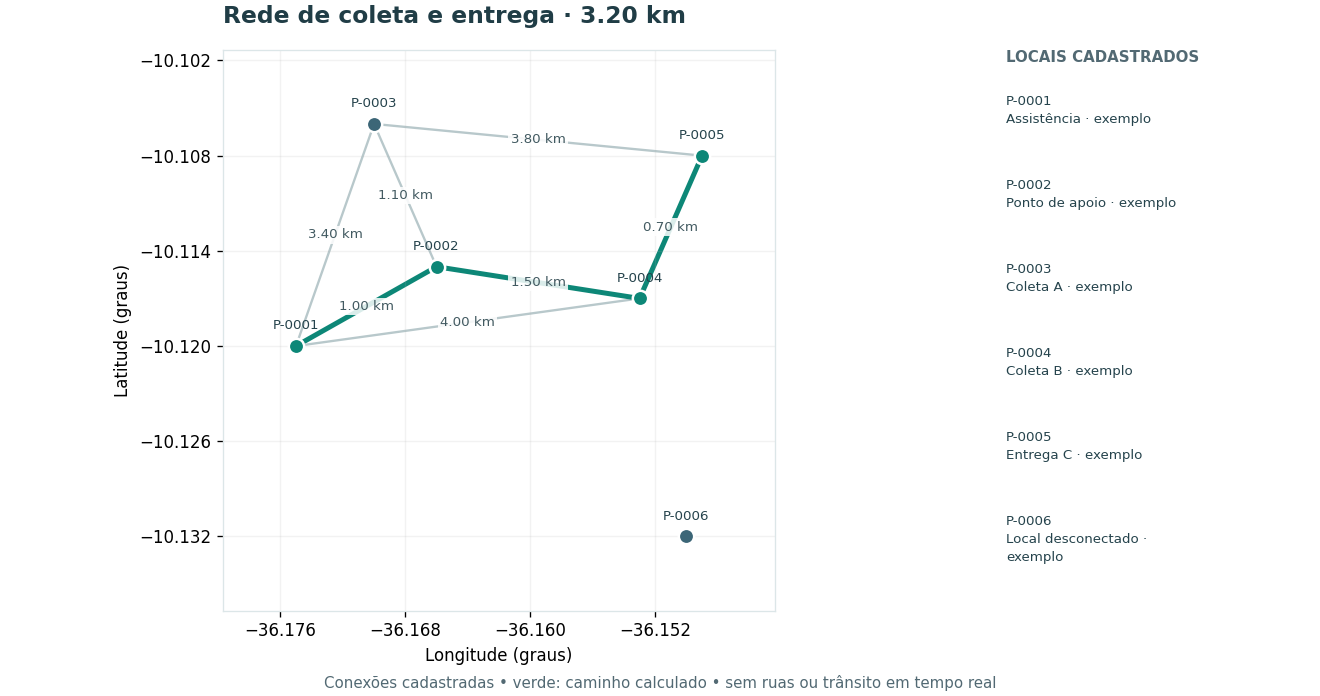 Rede de coleta e entrega · 3.20 km
LOCAIS CADASTRADOS
−10.102
−10.108
−10.114
−10.120
−10.126
−10.132
Latitude (graus)
P-0003
P-0005
3.80 km
1.10 km
3.40 km
0.70 km
P-0002
P-0004
1.50 km
1.00 km
4.00 km
P-0001
P-0006
−36.176
−36.168
−36.160
−36.152
Longitude (graus)
P-0001
Assistência · exemplo
P-0002
Ponto de apoio · exemplo
P-0003
Coleta A · exemplo
P-0004
Coleta B · exemplo
P-0005
Entrega C · exemplo
P-0006
Local desconectado ·
exemplo
Conexões cadastradas • verde: caminho calculado • sem ruas ou trânsito em tempo real